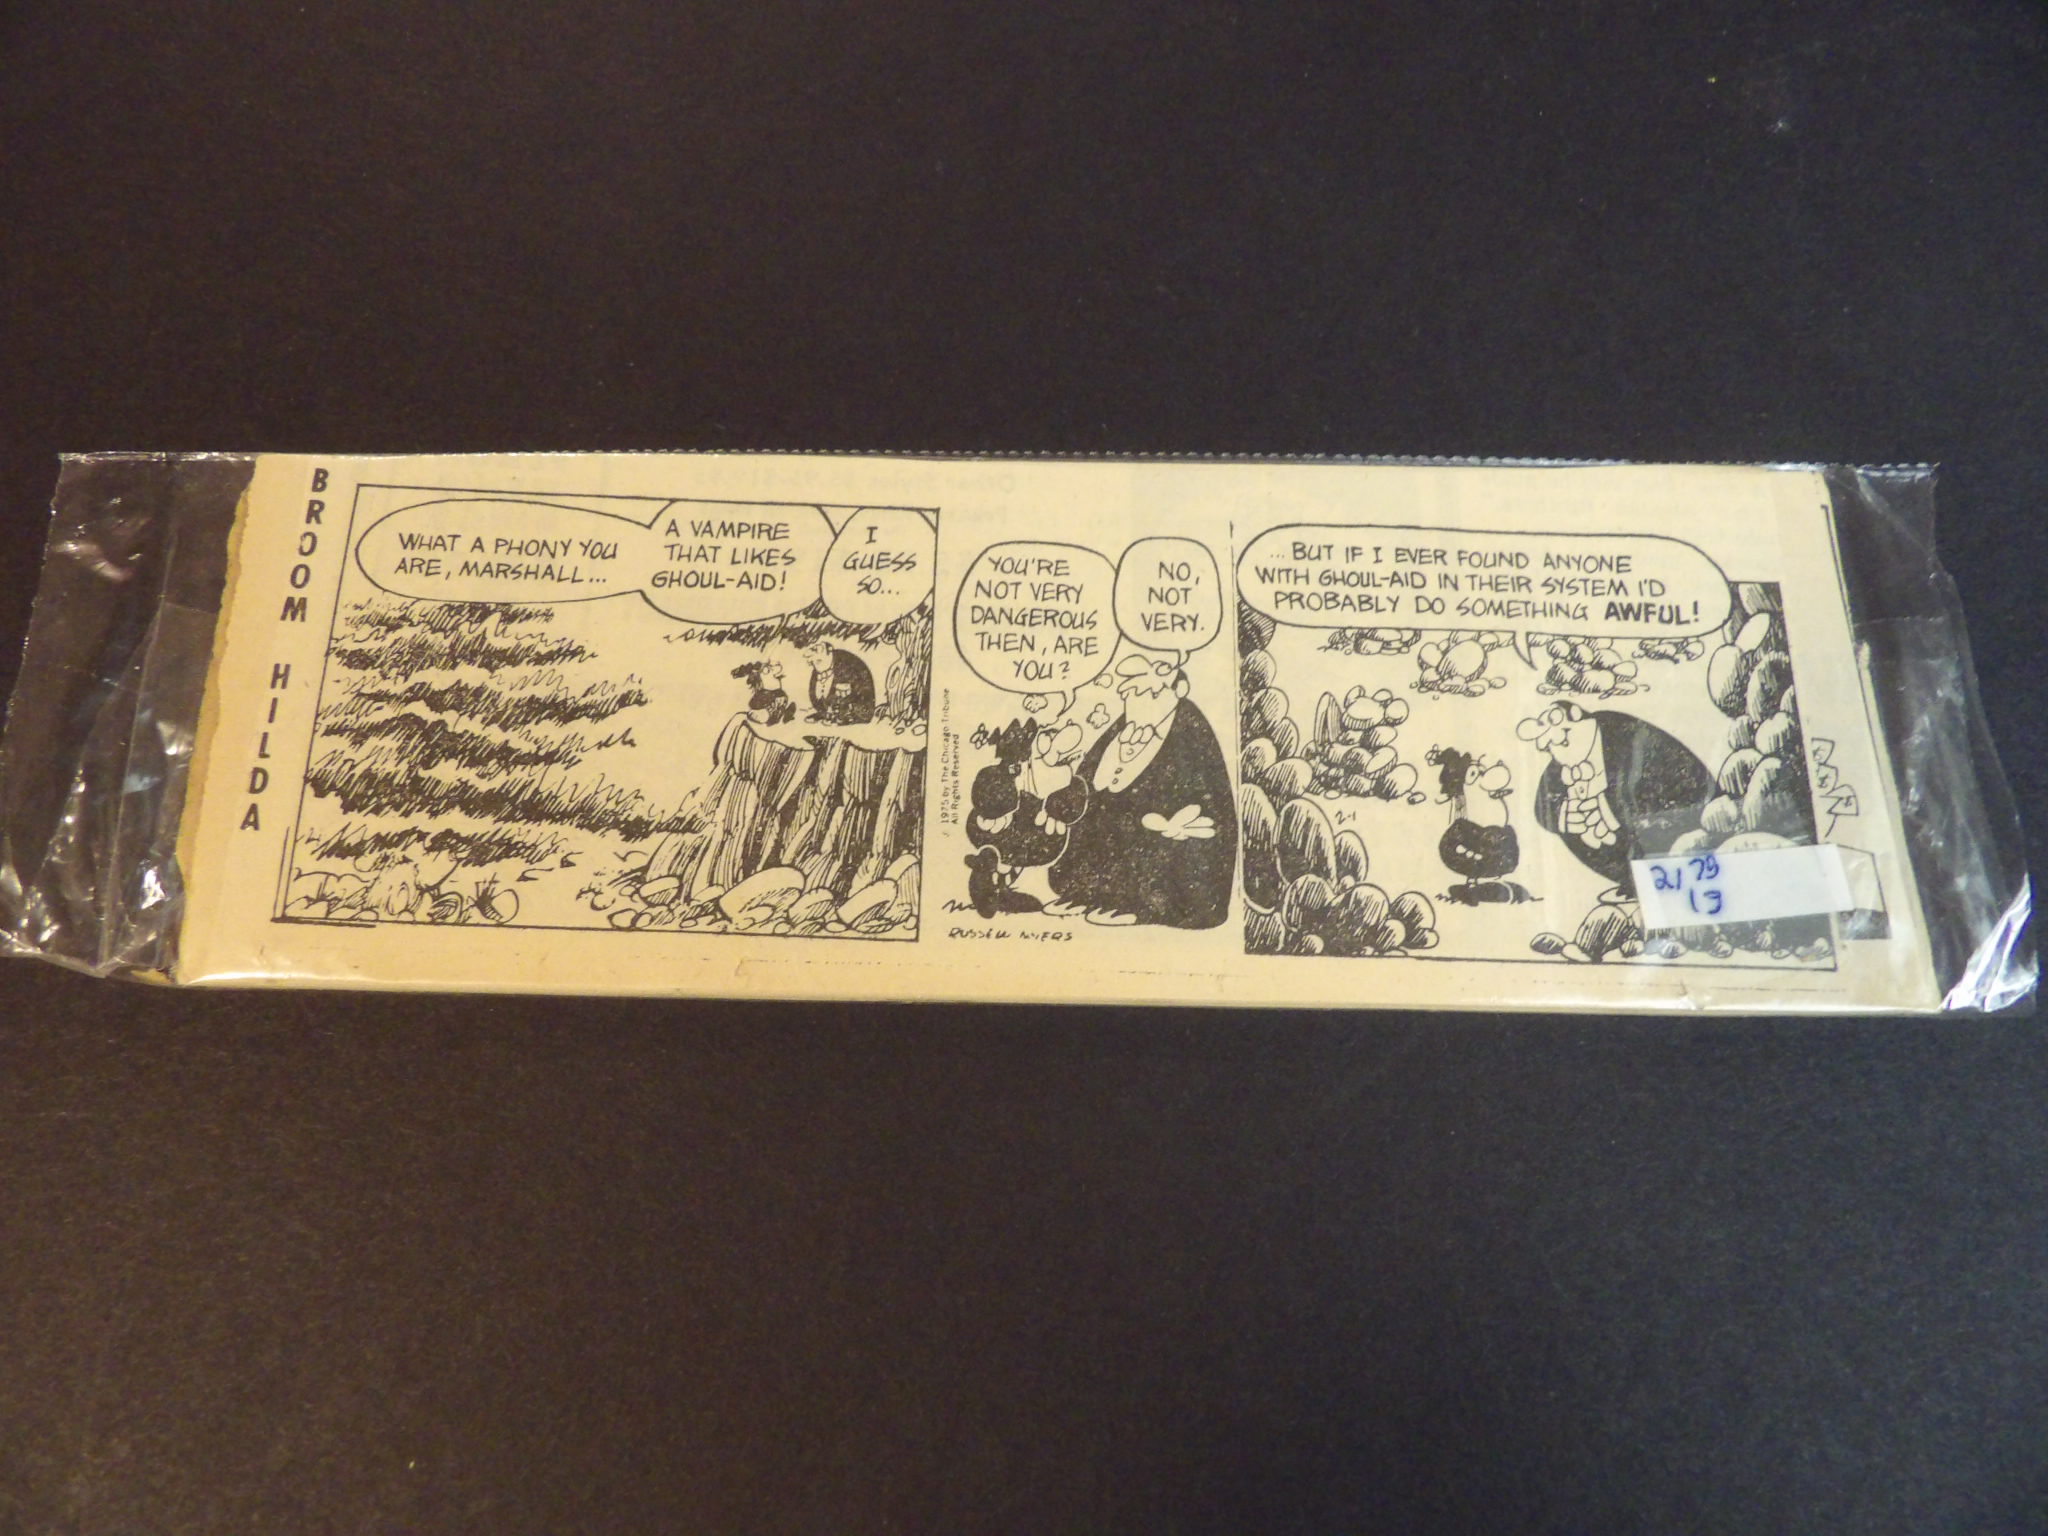 BROOM HILDA
WHAT A PHONY YOU
ARE, MARSHALL...
A VAMPIRE
THAT LIKES
GHOUL-AID!
I
GUESS
SO...
YOU'RE
NOT VERY
DANGEROUS
THEN, ARE
YOU?
NO,
NOT
VERY.
1975 by The Chicago Tribune
All Rights Reserved
RUSSELL MYERS
...BUT IF I EVER FOUND ANYONE
WITH GHOUL-AID IN THEIR SYSTEM I'D
PROBABLY DO SOMETHING AWFUL!
2-1
13